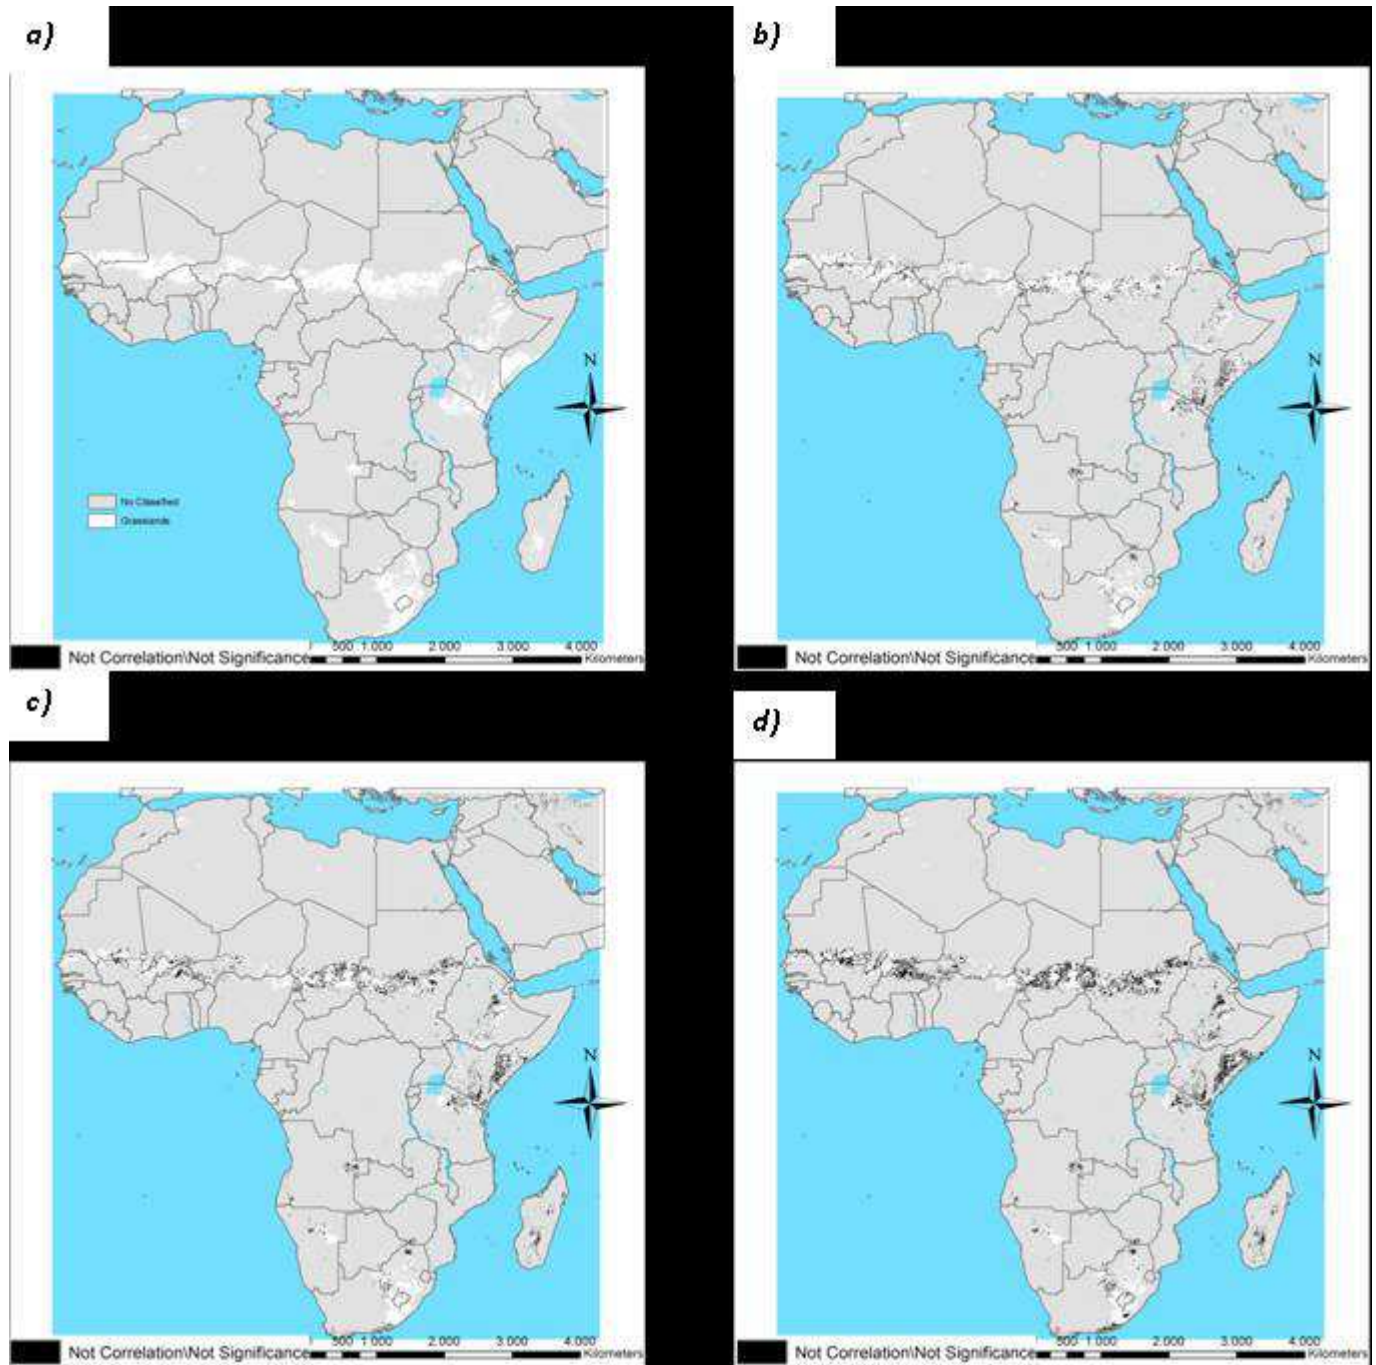 a)
b)
N
N
No Classified
Grasslands
500 1 000 2 000 3 000 4 000
Not Correlation\Not Significance
Kilometers
500 1 000 2 000 3 000 4 000
Not Correlation\Not Significance
Kilometers
c)
d)
N
N
500 1 000 2 000 3 000 4 000
Not Correlation\Not Significance
Kilometers
500 1 000 2 000 3 000 4 000
Not Correlation\Not Significance
Kilometers